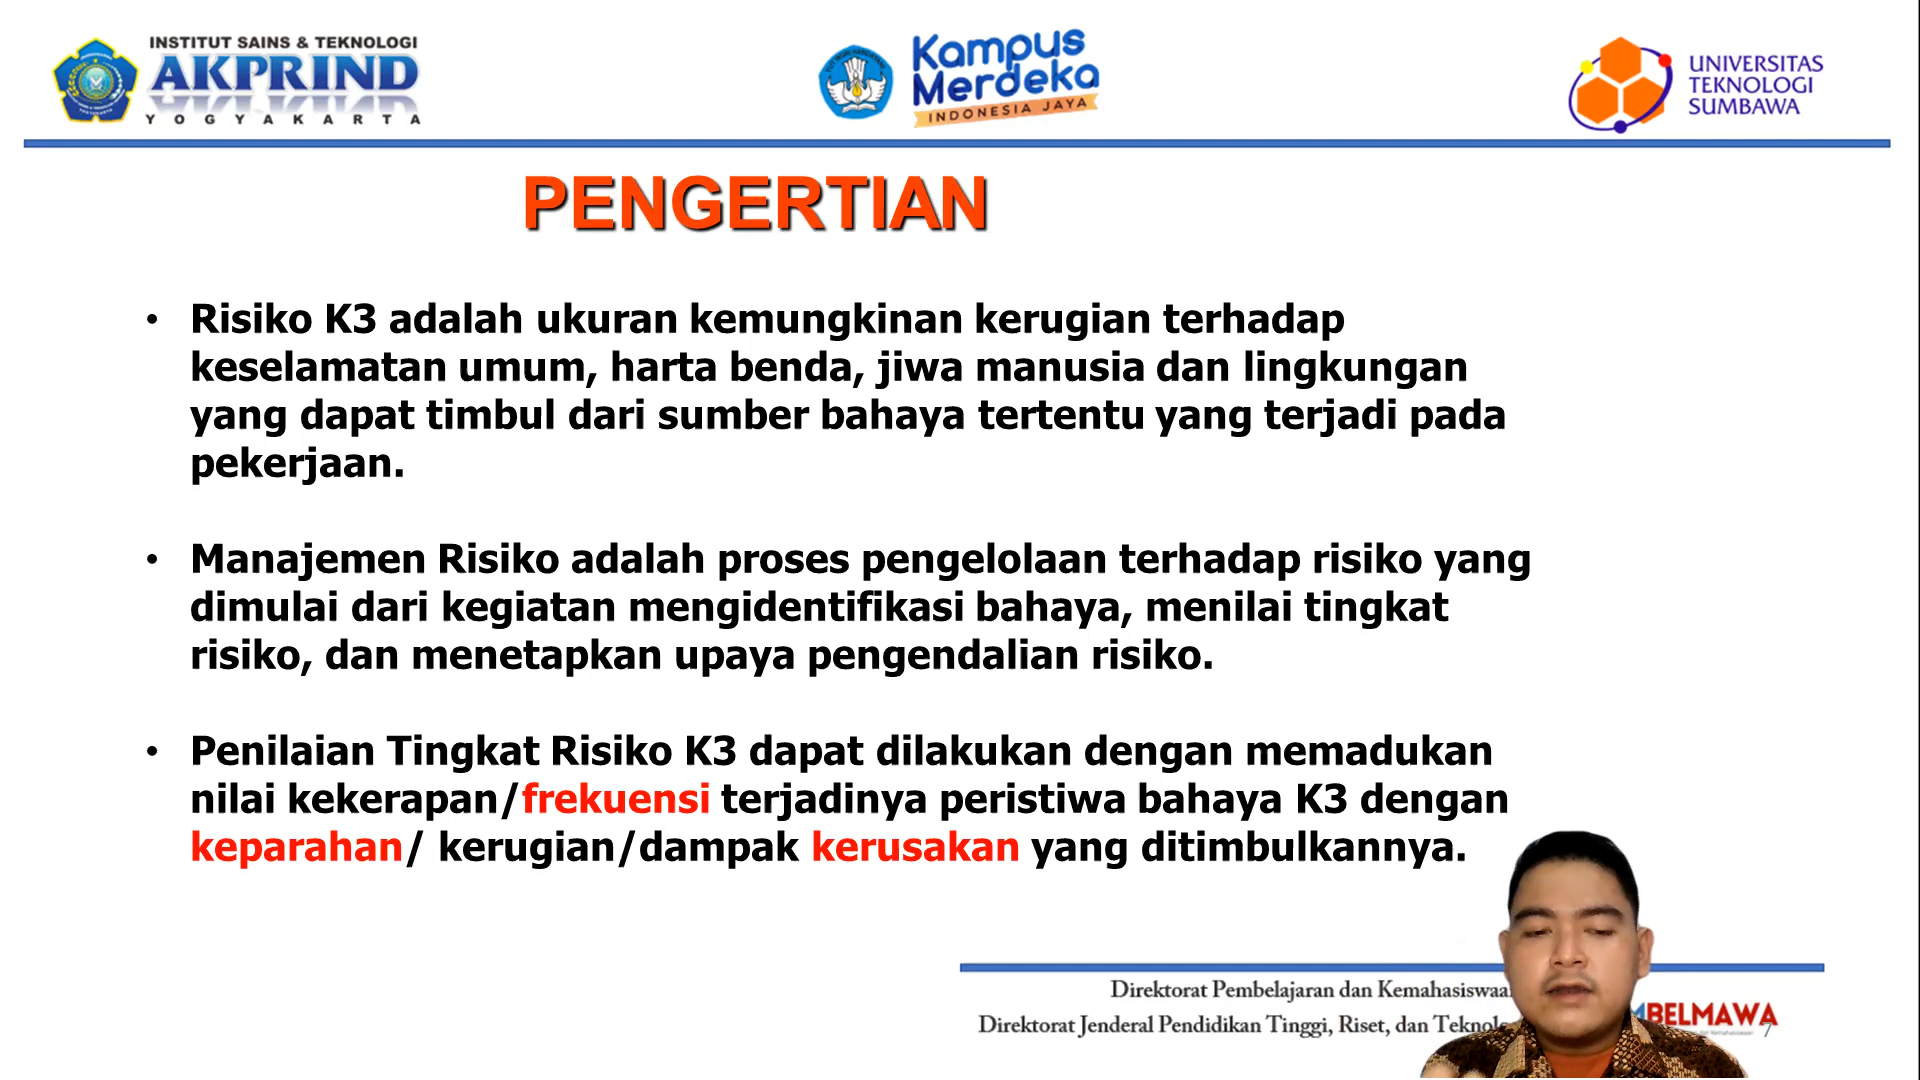 INSTITUT SAINS & TEKNOLOGI
AKPRIND
YOGYAKARTA
Kampus
Merdeka
INDONESIA JAYA
UNIVERSITAS
TEKNOLOGI
SUMBAWA
PENGERTIAN
• Risiko K3 adalah ukuran kemungkinan kerugian terhadap
keselamatan umum, harta benda, jiwa manusia dan lingkungan
yang dapat timbul dari sumber bahaya tertentu yang terjadi pada
pekerjaan.
• Manajemen Risiko adalah proses pengelolaan terhadap risiko yang
dimulai dari kegiatan mengidentifikasi bahaya, menilai tingkat
risiko, dan menetapkan upaya pengendalian risiko.
• Penilaian Tingkat Risiko K3 dapat dilakukan dengan memadukan
nilai kekerapan/frekuensi terjadinya peristiwa bahaya K3 dengan
keparahan/ kerugian/dampak kerusakan yang ditimbulkannya.
Direktorat Pembelajaran dan Kemahasiswaa
Direktorat Jenderal Pendidikan Tinggi, Riset, dan Teknolo
BELMAWA
7